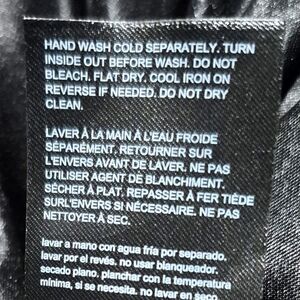 HAND WASH COLD SEPARATELY. TURN
INSIDE OUT BEFORE WASH. DO NOT
BLEACH. FLAT DRY. COOL IRON ON
REVERSE IF NEEDED. DO NOT DRY
CLEAN.
LAVER À LA MAIN À L'EAU FROIDE
SÉPARÉMENT. RETOURNER SUR
L'ENVERS AVANT DE LAVER. NE PAS
UTILISER AGENT DE BLANCHIMENT.
SÉCHER À PLAT. REPASSER À FER TIÈDE
SURL'ENVERS SI NÉCESSAIRE. NE PAS
NETTOYER À SEC.
lavar a mano con agua fría por separado.
lavar por el revés. no usar blanqueador.
secado plano. planchar con la temperatura
mínima, si se necesita. no lavar en seco